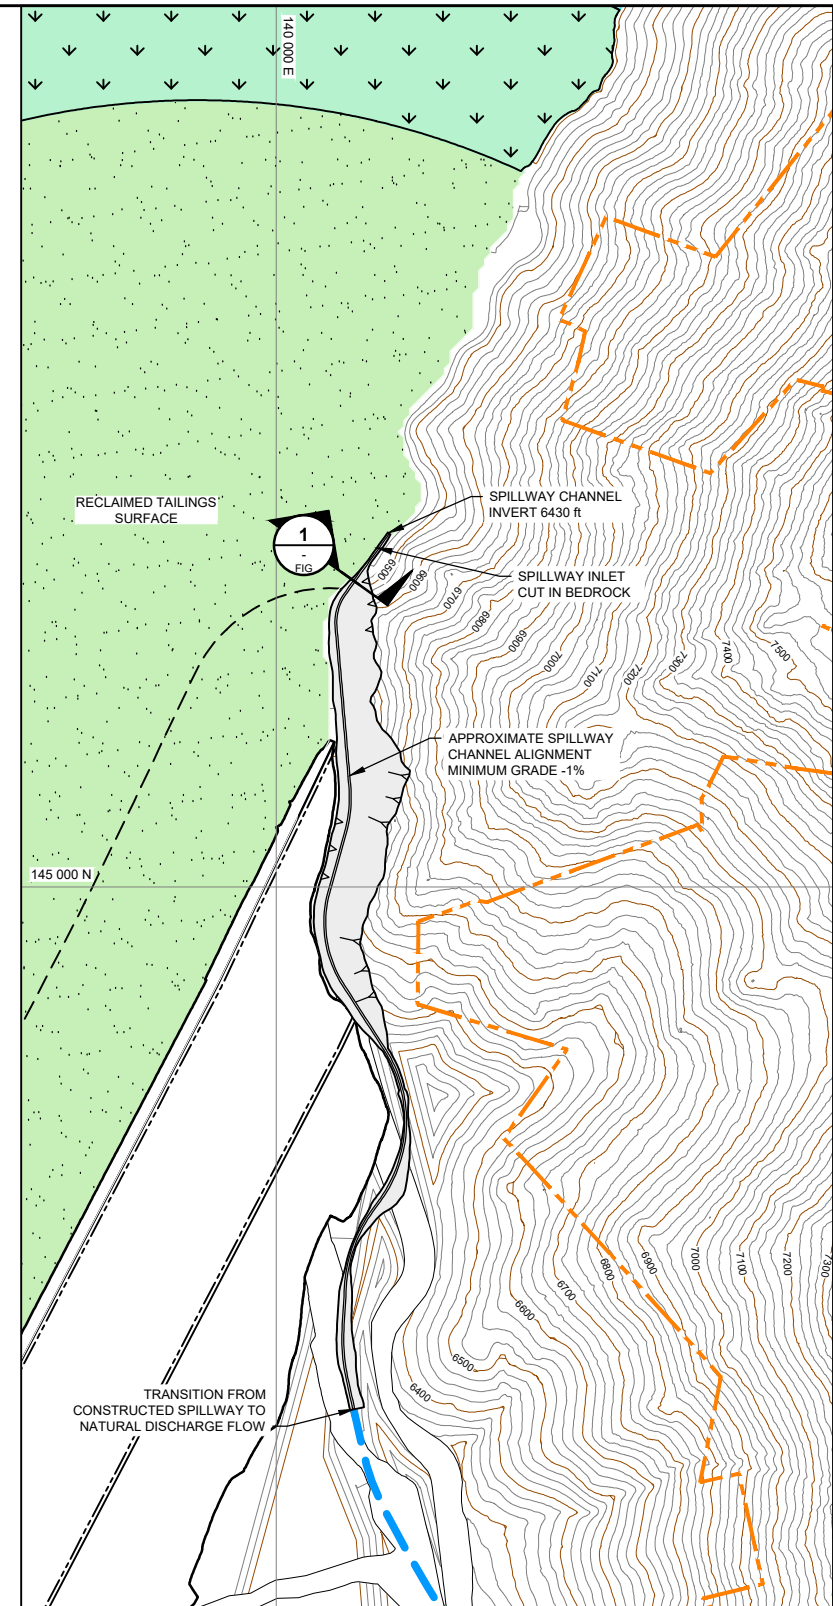 140 000 E
RECLAIMED TAILINGS
SURFACE
SPILLWAY CHANNEL
INVERT 6430 ft
1
-
FIG
SPILLWAY INLET
CUT IN BEDROCK
6500
6600
6700
6800
6900
7000
7100
7200
7300
7400
7500
APPROXIMATE SPILLWAY
CHANNEL ALIGNMENT
MINIMUM GRADE -1%
145 000 N
6400
6500
6600
6700
6800
6900
7000
7100
7200
7300
TRANSITION FROM
CONSTRUCTED SPILLWAY TO
NATURAL DISCHARGE FLOW